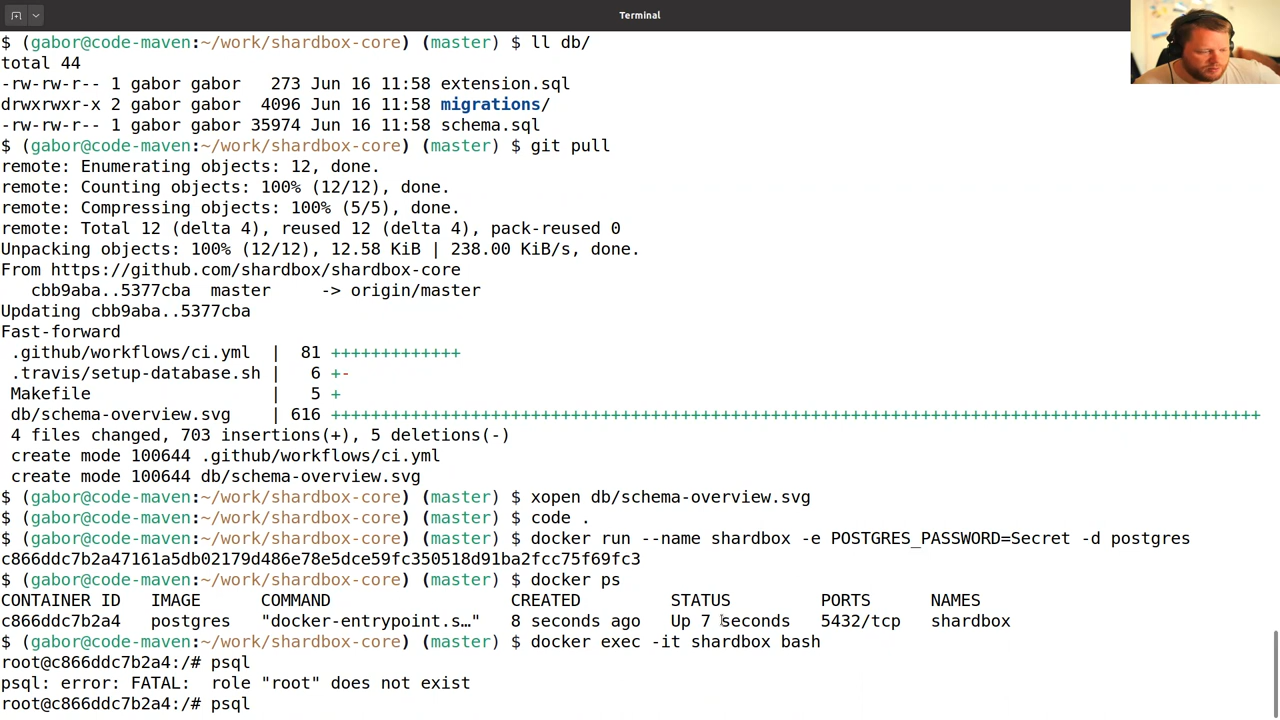 Terminal
$ (gabor@code-maven:~/work/shardbox-core) (master) $ ll db/
total 44
-rw-rw-r-- 1 gabor gabor   273 Jun 16 11:58 extension.sql
drwxrwxr-x 2 gabor gabor  4096 Jun 16 11:58 migrations/
-rw-rw-r-- 1 gabor gabor 35974 Jun 16 11:58 schema.sql
$ (gabor@code-maven:~/work/shardbox-core) (master) $ git pull
remote: Enumerating objects: 12, done.
remote: Counting objects: 100% (12/12), done.
remote: Compressing objects: 100% (5/5), done.
remote: Total 12 (delta 4), reused 12 (delta 4), pack-reused 0
Unpacking objects: 100% (12/12), 12.58 KiB | 238.00 KiB/s, done.
From https://github.com/shardbox/shardbox-core
   cbb9aba..5377cba  master     -> origin/master
Updating cbb9aba..5377cba
Fast-forward
 .github/workflows/ci.yml  |  81 +++++++++++++
 .travis/setup-database.sh |   6 +-
 Makefile                  |   5 +
 db/schema-overview.svg    | 616 +++++++++++++++++++++++++++++++++++++++++++++++++++++++++++++++++++++++++++++++++++++++++++++
 4 files changed, 703 insertions(+), 5 deletions(-)
 create mode 100644 .github/workflows/ci.yml
 create mode 100644 db/schema-overview.svg
$ (gabor@code-maven:~/work/shardbox-core) (master) $ xopen db/schema-overview.svg
$ (gabor@code-maven:~/work/shardbox-core) (master) $ code .
$ (gabor@code-maven:~/work/shardbox-core) (master) $ docker run --name shardbox -e POSTGRES_PASSWORD=Secret -d postgres
c866ddc7b2a47161a5db02179d486e78e5dce59fc350518d91ba2fcc75f69fc3
$ (gabor@code-maven:~/work/shardbox-core) (master) $ docker ps
CONTAINER ID   IMAGE      COMMAND                  CREATED         STATUS         PORTS      NAMES
c866ddc7b2a4   postgres   "docker-entrypoint.s…"   8 seconds ago   Up 7 seconds   5432/tcp   shardbox
$ (gabor@code-maven:~/work/shardbox-core) (master) $ docker exec -it shardbox bash
root@c866ddc7b2a4:/# psql
psql: error: FATAL:  role "root" does not exist
root@c866ddc7b2a4:/# psql